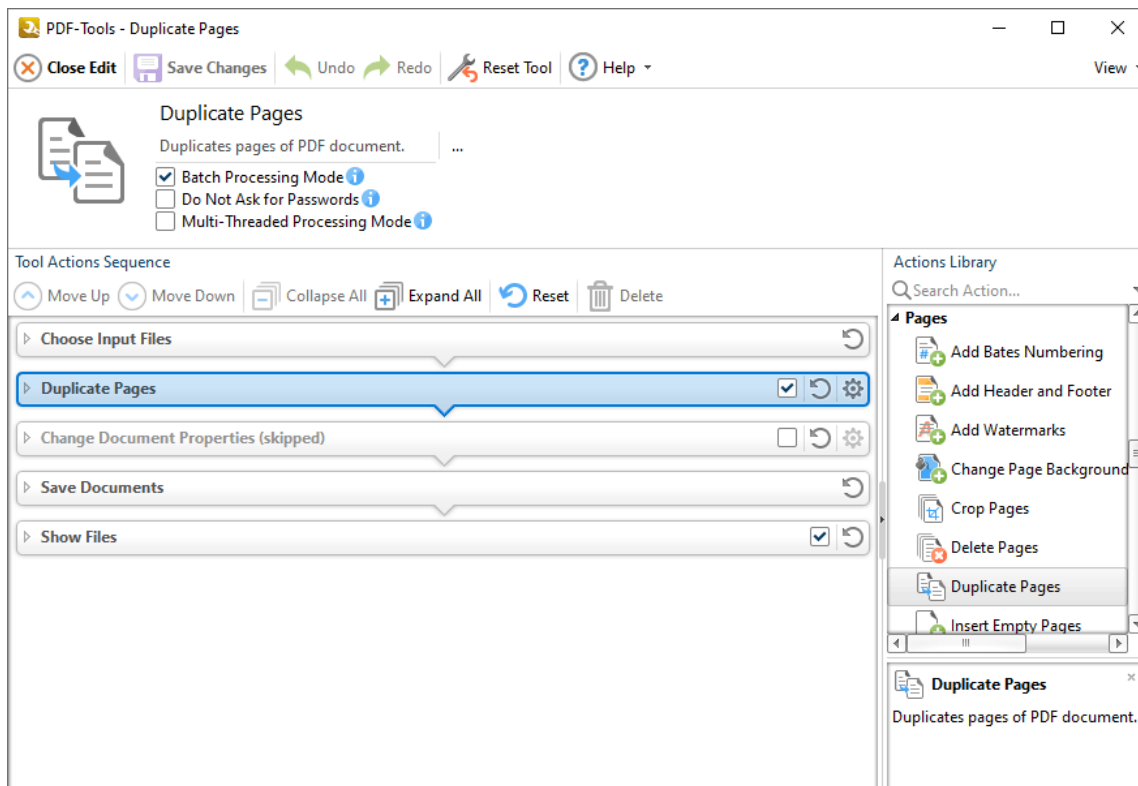 PDF-Tools - Duplicate Pages
Close Edit Save Changes Undo Redo Reset Tool Help View
Duplicate Pages
Duplicates pages of PDF document. ...
Batch Processing Mode
Do Not Ask for Passwords
Multi-Threaded Processing Mode
Tool Actions Sequence
Move Up Move Down Collapse All Expand All Reset Delete
Choose Input Files
Duplicate Pages
Change Document Properties (skipped)
Save Documents
Show Files
Actions Library
Search Action...
Pages
Add Bates Numbering
Add Header and Footer
Add Watermarks
Change Page Background
Crop Pages
Delete Pages
Duplicate Pages
Insert Empty Pages
Duplicate Pages
Duplicates pages of PDF document.